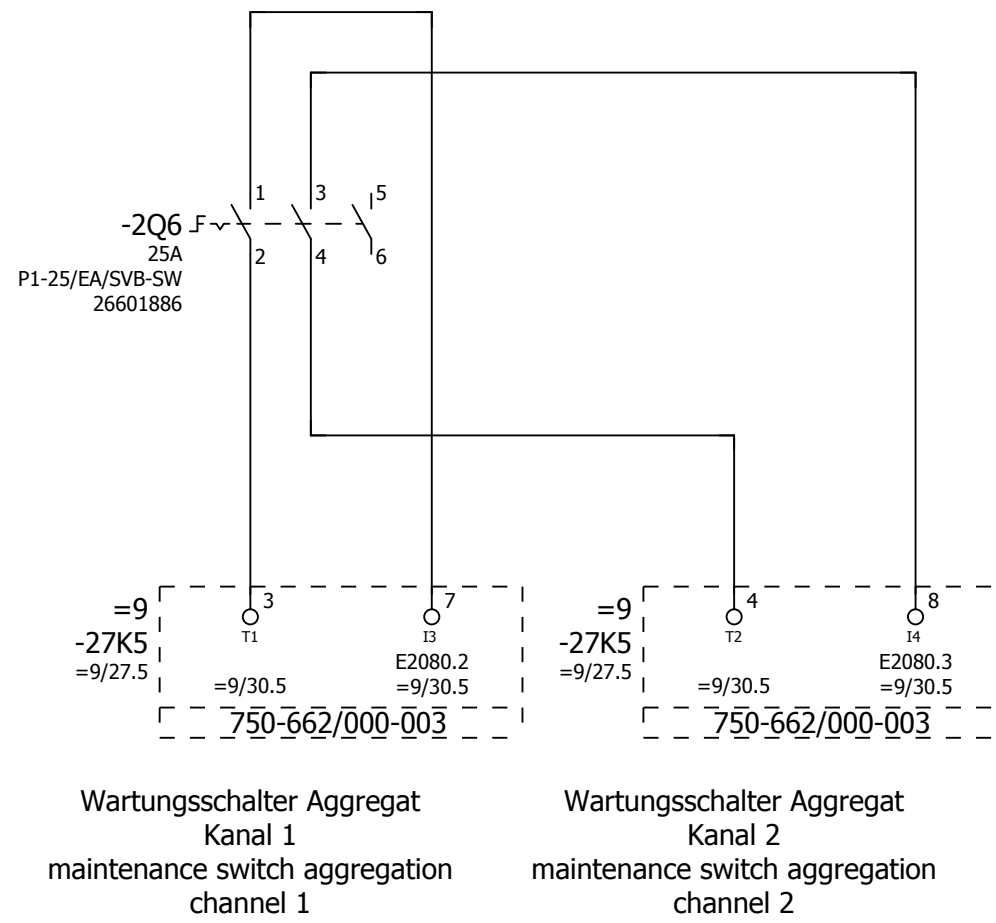 1
3
5
-2Q6
25A
P1-25/EA/SVB-SW
26601886
2
4
6
=9
-27K5
=9/27.5
3
T1
=9/30.5
7
I3
E2080.2
=9/30.5
750-662/000-003
=9
-27K5
=9/27.5
4
T2
=9/30.5
8
I4
E2080.3
=9/30.5
750-662/000-003
Wartungsschalter Aggregat
Kanal 1
maintenance switch aggregation
channel 1
Wartungsschalter Aggregat
Kanal 2
maintenance switch aggregation
channel 2